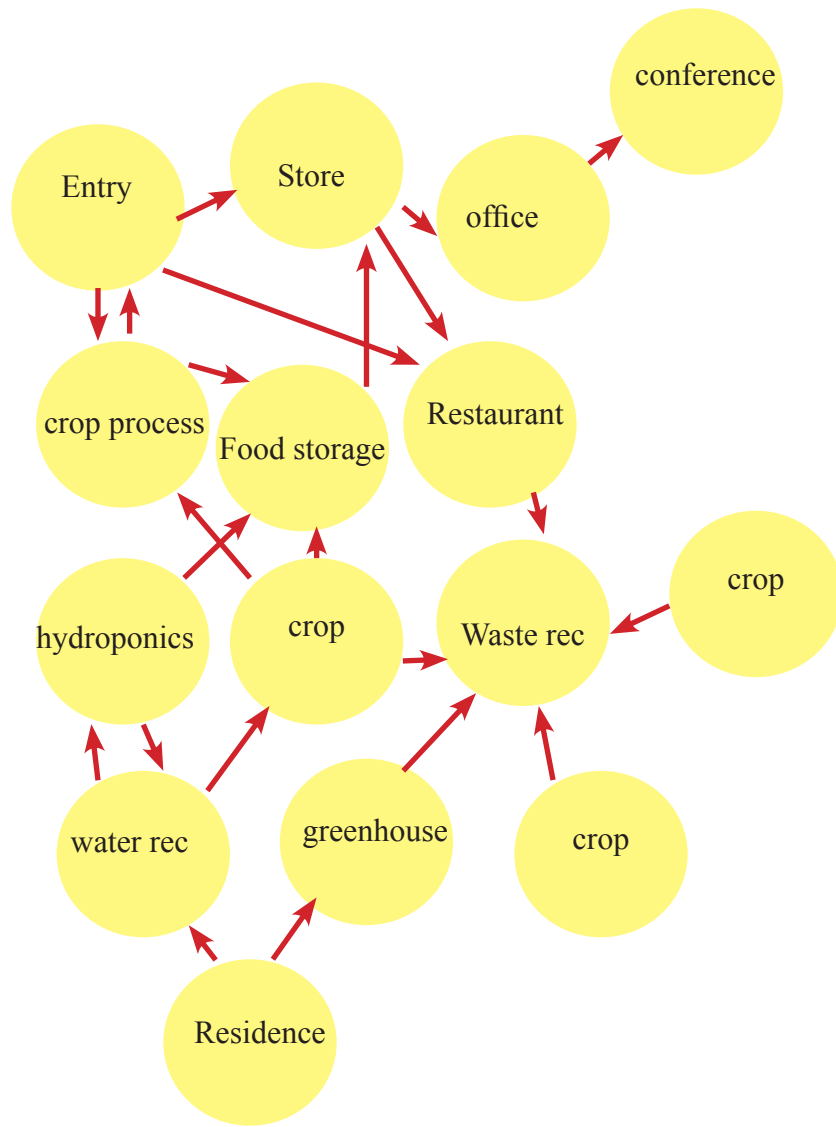 conference
Entry
Store
office
crop process
Food storage
Restaurant
hydroponics
crop
Waste rec
crop
water rec
greenhouse
crop
Residence